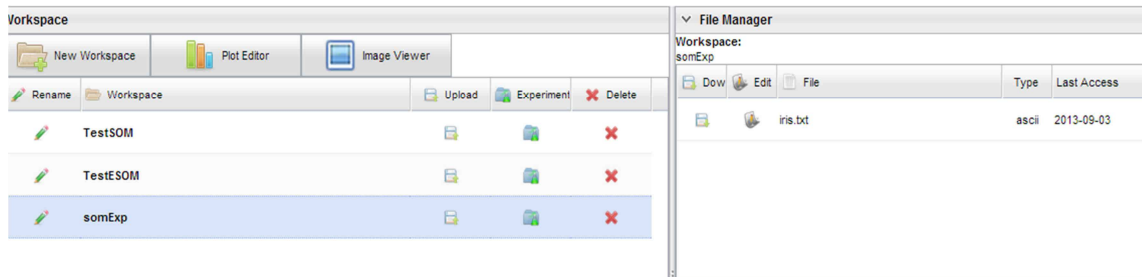 Workspace
New Workspace Plot Editor Image Viewer
Rename Workspace Upload Experiment Delete
TestSOM
TestESOM
somExp
File Manager
Workspace:
somExp
Dow Edit File Type Last Access
iris.txt ascii 2013-09-03